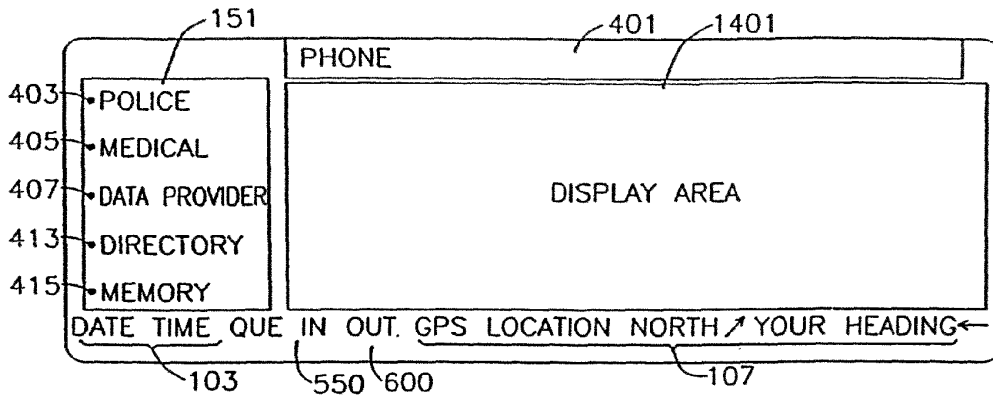 151 401 1401
PHONE
403 POLICE
405 MEDICAL
407 DATA PROVIDER
413 DIRECTORY
415 MEMORY
DISPLAY AREA
DATE TIME QUE IN OUT. GPS LOCATION NORTH↗YOUR HEADING←
103 550 600 107